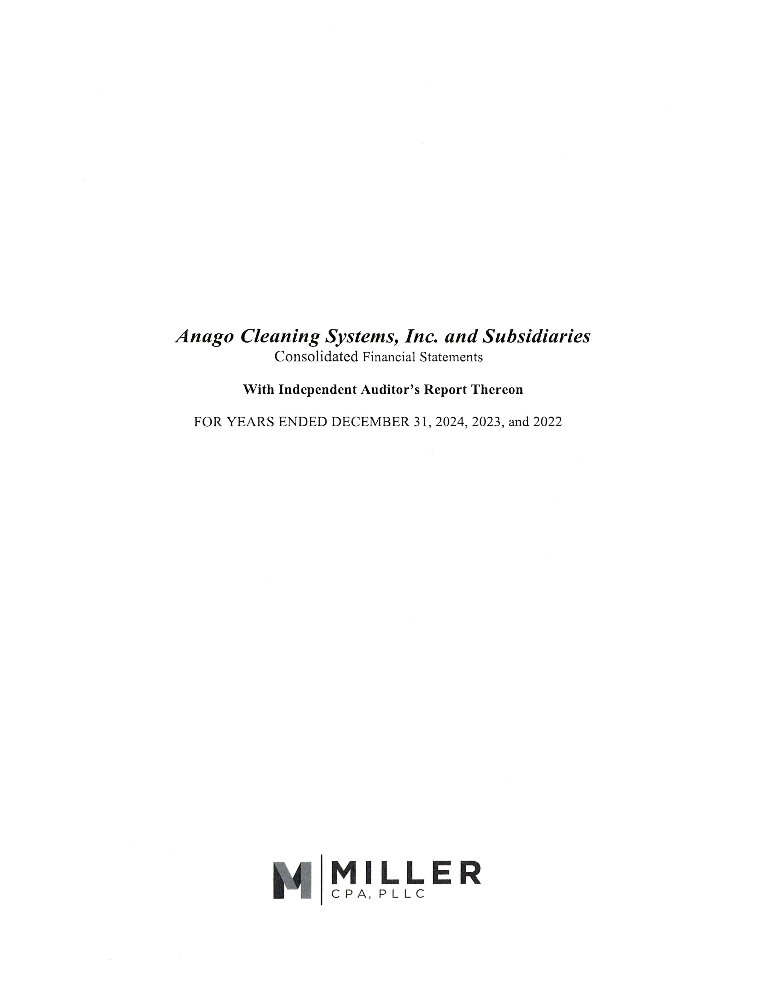 Anago Cleaning Systems, Inc. and Subsidiaries
Consolidated Financial Statements
With Independent Auditor's Report Thereon
FOR YEARS ENDED DECEMBER 31, 2024, 2023, and 2022
M MILLER
CPA, PLLC